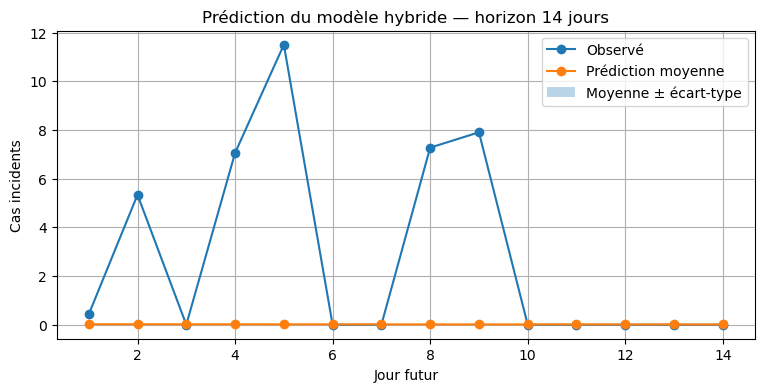 Prédiction du modèle hybride — horizon 14 jours
Observé
Prédiction moyenne
Moyenne ± écart-type
12
10
8
6
4
2
0
Cas incidents
2 4 6 8 10 12 14
Jour futur